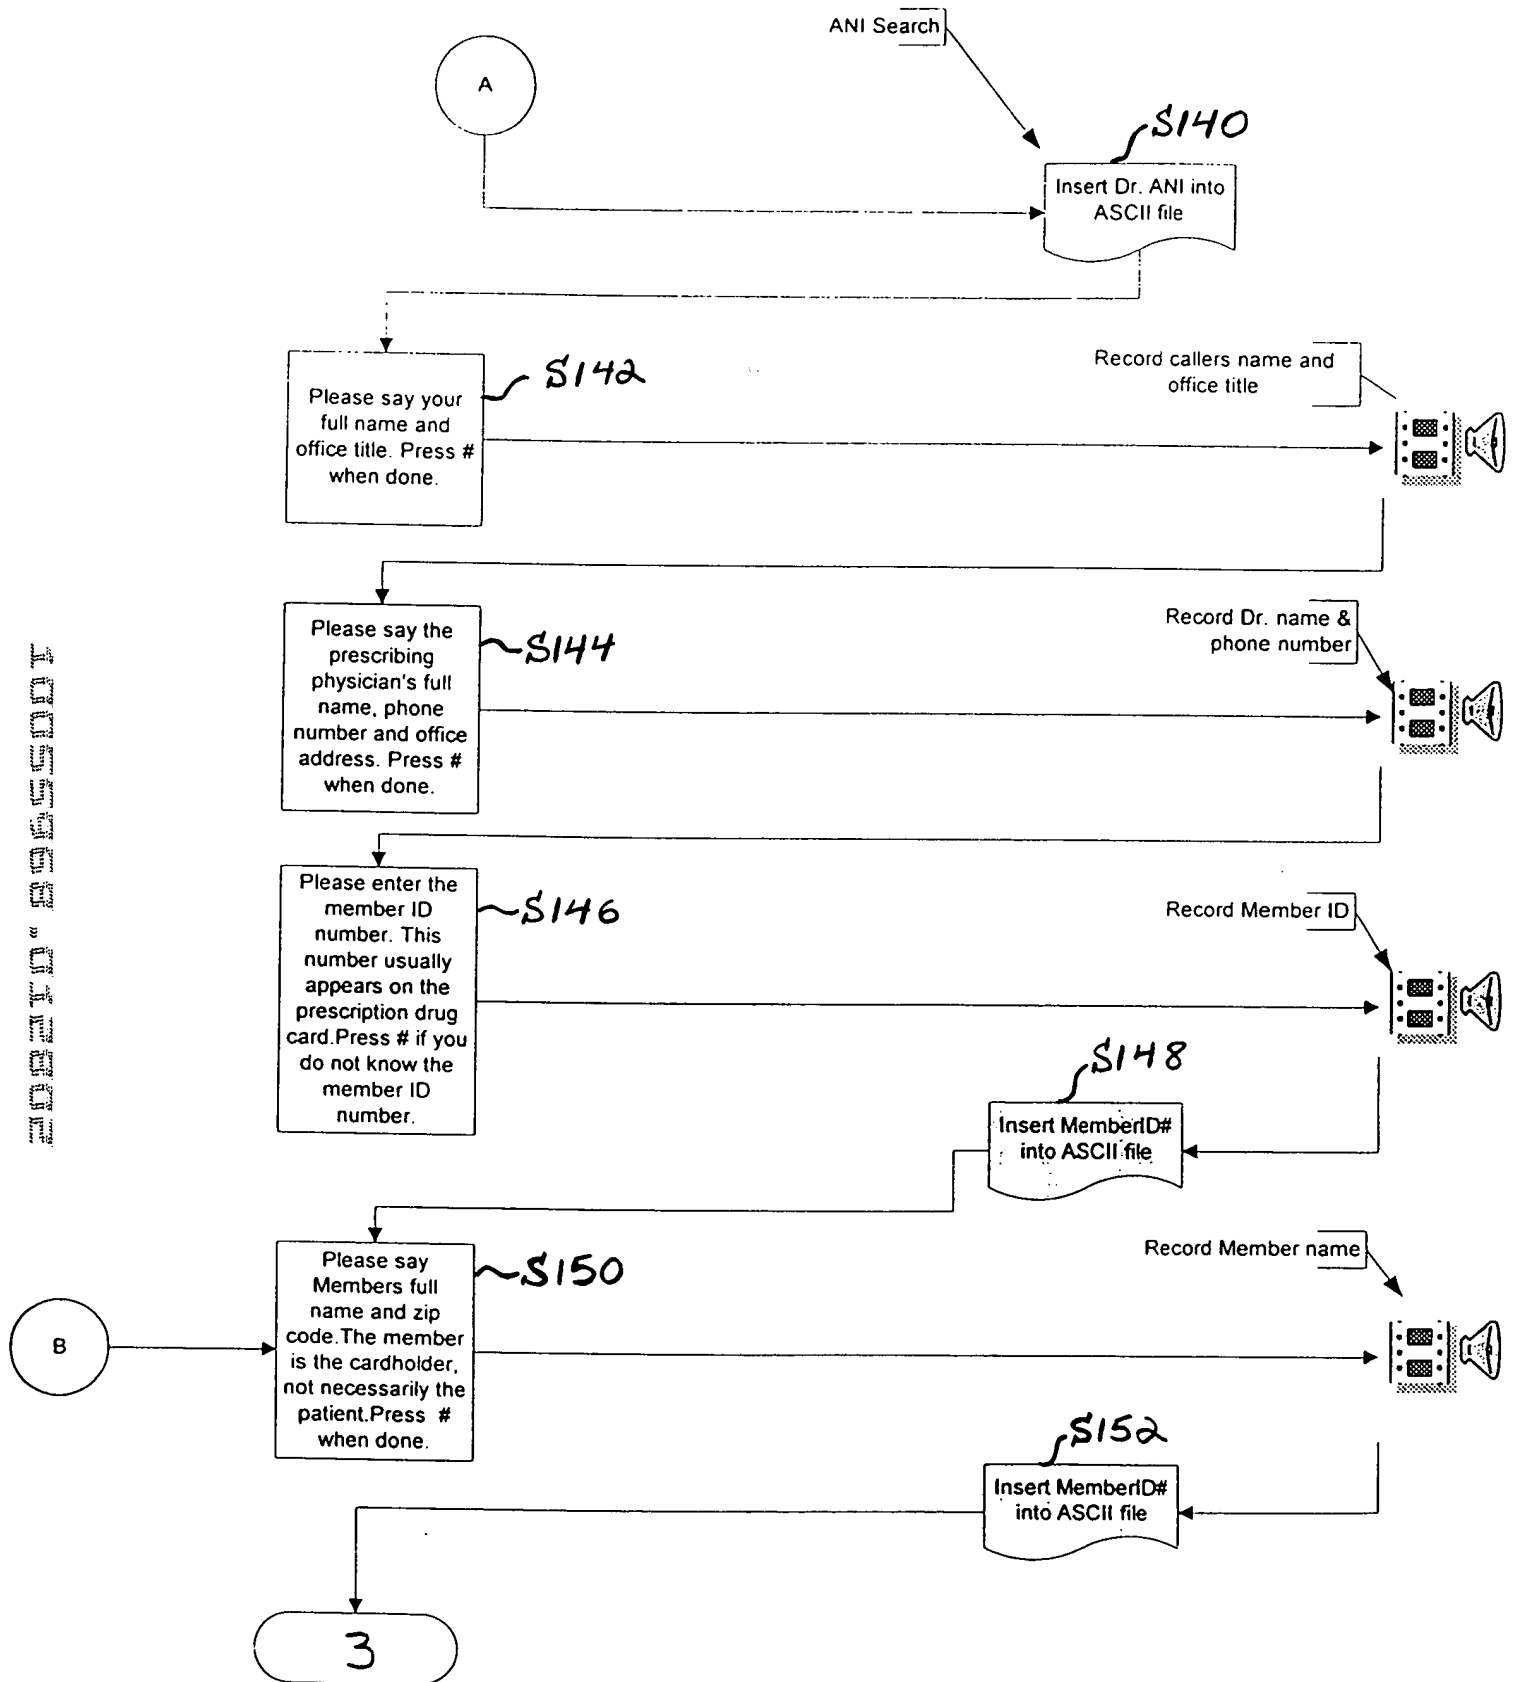 ANI Search
A
S140
Insert Dr. ANI into
ASCII file
S142
Please say your
full name and
office title. Press #
when done.
Record callers name and
office title
S144
Please say the
prescribing
physician's full
name, phone
number and office
address. Press #
when done.
Record Dr. name &
phone number
S146
Please enter the
member ID
number. This
number usually
appears on the
prescription drug
card.Press # if you
do not know the
member ID
number.
Record Member ID
S148
Insert MemberID#
into ASCII file
S150
Please say
Members full
name and zip
code.The member
is the cardholder,
not necessarily the
patient.Press #
when done.
Record Member name
B
S152
Insert MemberID#
into ASCII file
3
10055968.012802